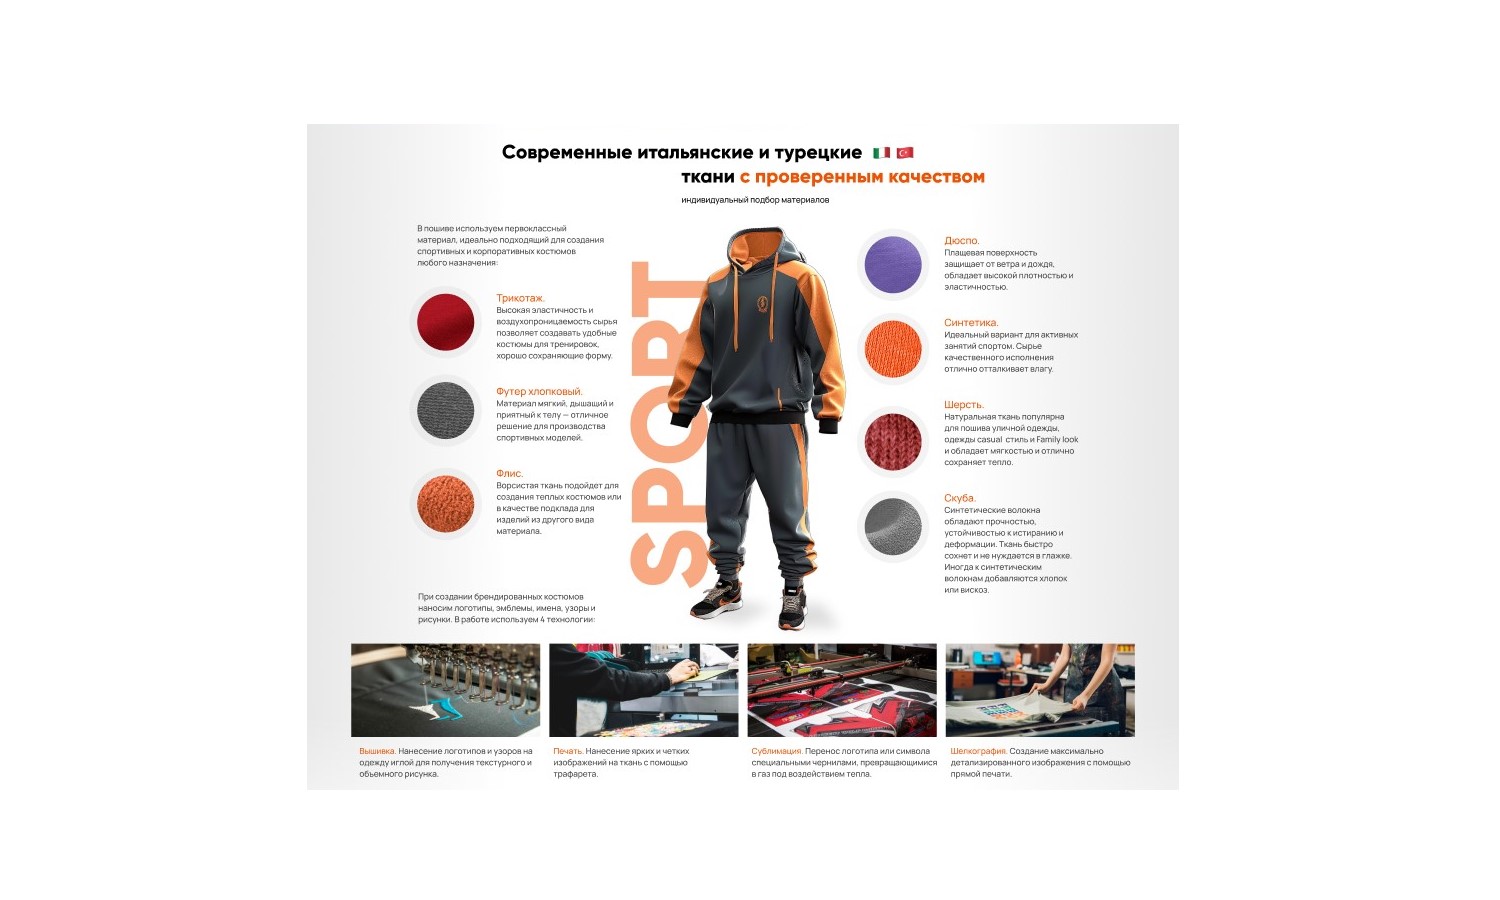 Современные итальянские и турецкие
ткани с проверенным качеством
индивидуальный подбор материалов
В пошиве используем первоклассный
материал, идеально подходящий для создания
спортивных и корпоративных костюмов
любого назначения:
Трикотаж.
Высокая эластичность и
воздухопроницаемость сырья
позволяет создавать удобные
костюмы для тренировок,
хорошо сохраняющие форму.
Футер хлопковый.
Материал мягкий, дышащий и
приятный к телу — отличное
решение для производства
спортивных моделей.
Флис.
Ворсистая ткань подойдет для
создания теплых костюмов или
в качестве подклада для
изделий из другого вида
материала.
SPORT
Дюспо.
Плащевая поверхность
защищает от ветра и дождя,
обладает высокой плотностью и
эластичностью.
Синтетика.
Идеальный вариант для активных
занятий спортом. Сырье
качественного исполнения
отлично отталкивает влагу.
Шерсть.
Натуральная ткань популярна
для пошива уличной одежды,
одежды casual стиль и Family look
и обладает мягкостью и отлично
сохраняет тепло.
Скуба.
Синтетические волокна
обладают прочностью,
устойчивостью к истиранию и
деформации. Ткань быстро
сохнет и не нуждается в глажке.
Иногда к синтетическим
волокнам добавляются хлопок
или вискоз.
При создании брендированных костюмов
наносим логотипы, эмблемы, имена, узоры и
рисунки. В работе используем 4 технологии:
Вышивка. Нанесение логотипов и узоров на
одежду иглой для получения текстурного и
объемного рисунка.
Печать. Нанесение ярких и четких
изображений на ткань с помощью
трафарета.
Сублимация. Перенос логотипа или символа
специальными чернилами, превращающимися
в газ под воздействием тепла.
Шелкография. Создание максимально
детализированного изображения с помощью
прямой печати.